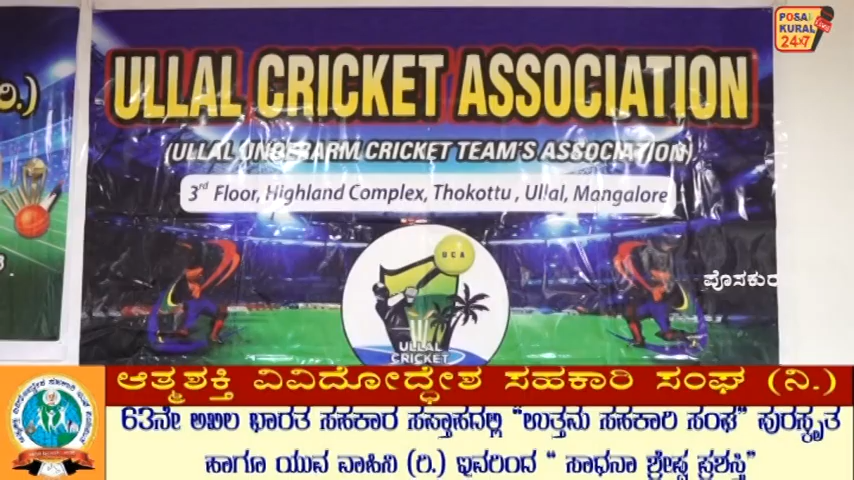 POSAI
KURAL
24x7
Live
ULLAL CRICKET ASSOCIATION
ರಿ.)
(ULLAL UNDERARM CRICKET TEAM'S ASSOCIATION)
3rd Floor, Highland Complex, Thokottu , Ullal, Mangalore
UCA
ಪೊಸಕುರ
ULLAL
CRICKET
ಆತ್ಮಶಕ್ತಿ ವಿವಿದೋದ್ಧೇಶ ಸಹಕಾರಿ ಸಂಘ (ನಿ.)
63ನೇ ಅಖಿಲ ಭಾರತ ಸಹಕಾರ ಸಪ್ತಾಹದಲ್ಲಿ "ಉತ್ತಮ ಸಹಕಾರಿ ಸಂಘ" ಪುರಸ್ಕೃತ
ಹಾಗೂ ಯುವ ವಾಹಿನಿ (ರಿ.) ಇವರಿಂದ " ಸಾಧನಾ ಶ್ರೇಷ್ಠ ಪ್ರಶಸ್ತಿ"